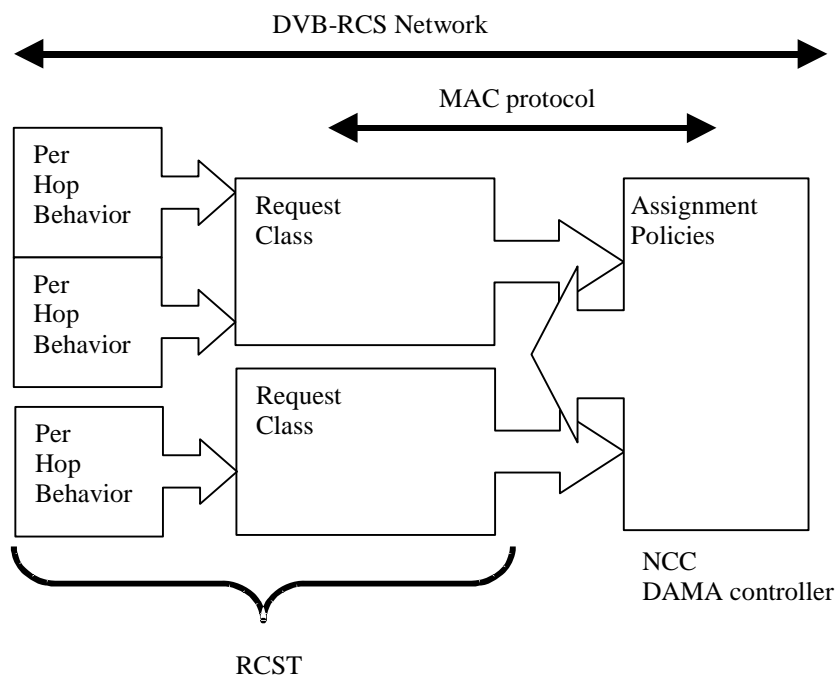 DVB-RCS Network
MAC protocol
Per
Hop
Behavior
Request
Class
Assignment
Policies
Per
Hop
Behavior
Request
Class
Per
Hop
Behavior
NCC
DAMA controller
RCST